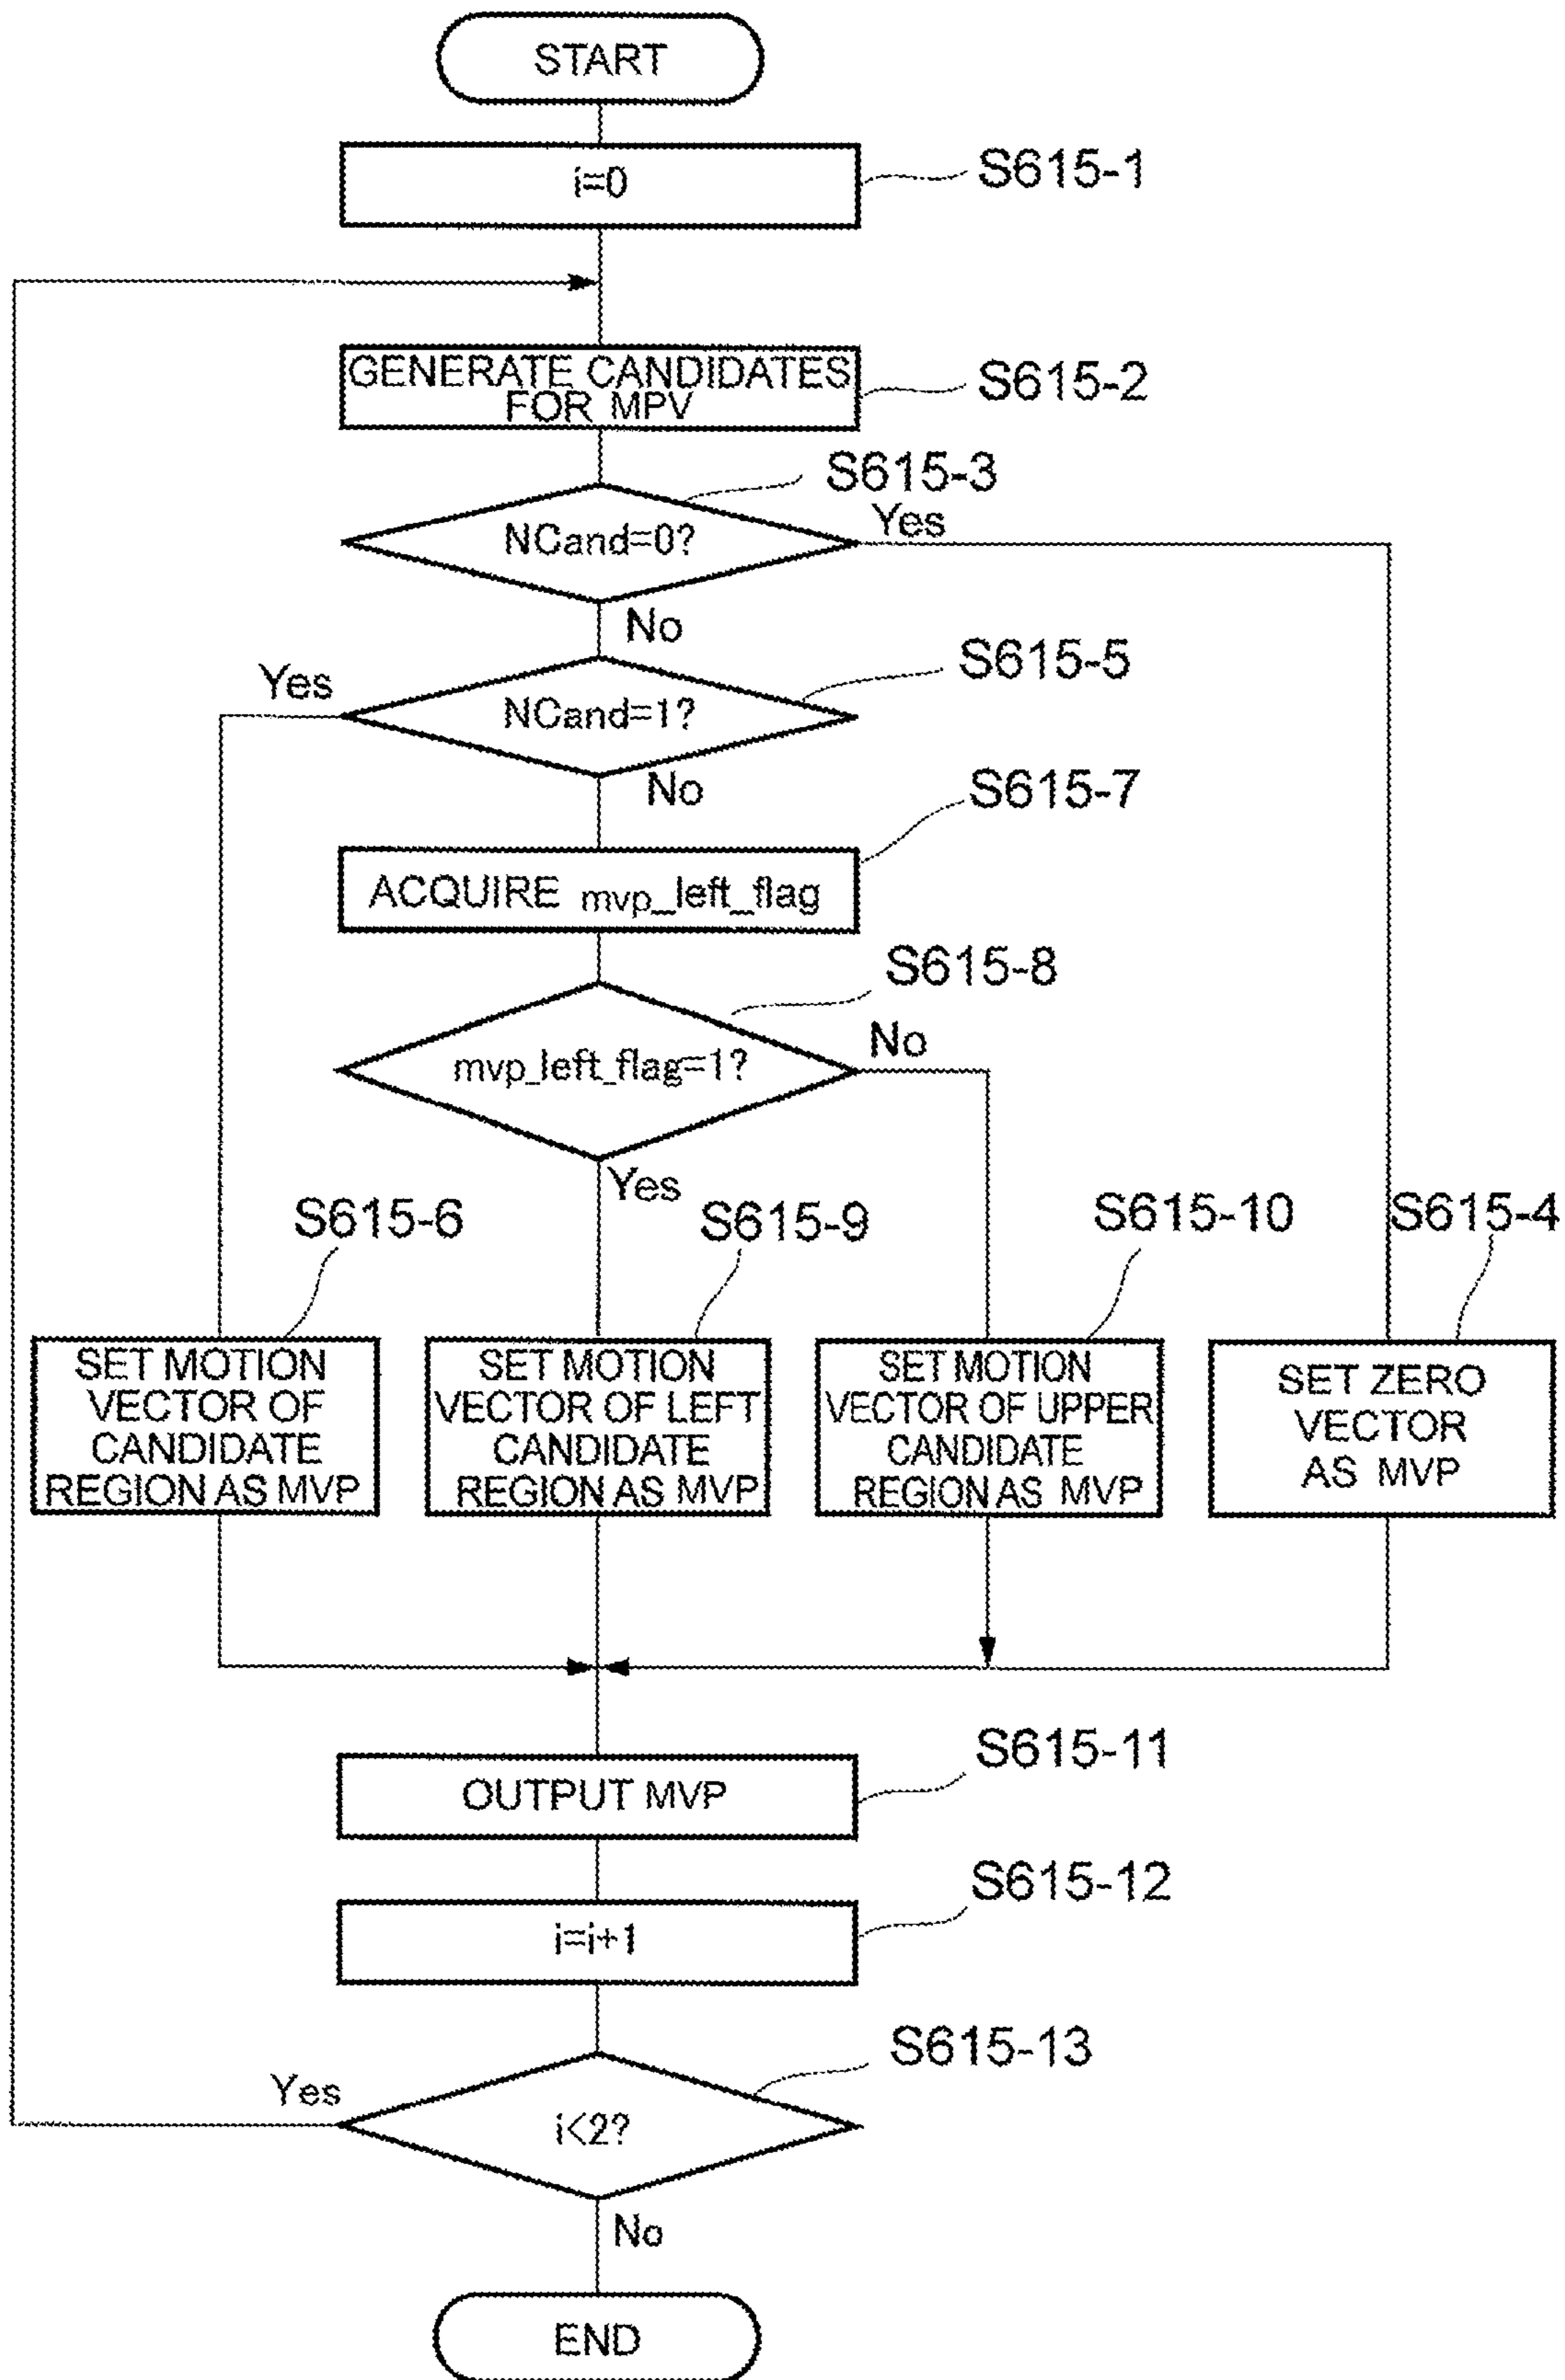 START
i=0
S615-1
GENERATE CANDIDATES
FOR MPV
S615-2
S615-3
NCand=0?
Yes
No
S615-5
Yes
NCand=1?
No
S615-7
ACQUIRE mvp_left_flag
S615-8
No
mvp_left_flag=1?
Yes
S615-6
S615-9
S615-10
S615-4
SET MOTION
VECTOR OF
CANDIDATE
REGION AS MVP
SET MOTION
VECTOR OF LEFT
CANDIDATE
REGION AS MVP
SET MOTION
VECTOR OF UPPER
CANDIDATE
REGION AS MVP
SET ZERO
VECTOR
AS MVP
S615-11
OUTPUT MVP
S615-12
i=i+1
S615-13
Yes
i<2?
No
END